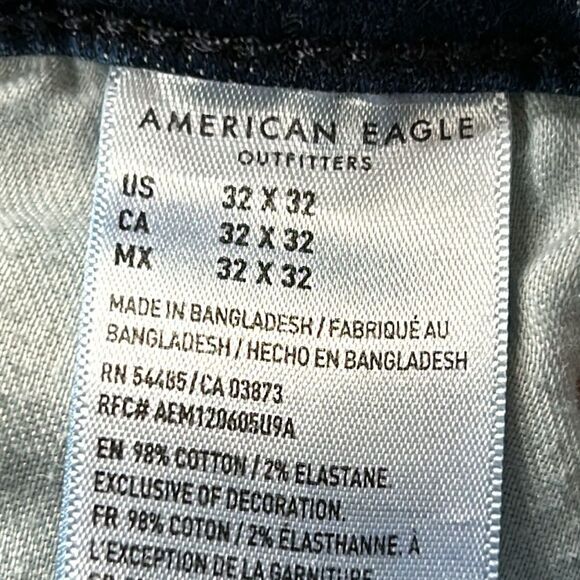 AMERICAN EAGLE
OUTFITTERS
US 32 X 32
CA 32 X 32
MX 32 X 32
MADE IN BANGLADESH / FABRIQUÉ AU
BANGLADESH / HECHO EN BANGLADESH
RN 54485/CA 03873
RFC# AEM120605U9A
EN 98% COTTON / 2% ELASTANE.
EXCLUSIVE OF DECORATION.
FR 98% COTON / 2% ÉLASTHANNE. À
L'EXCEPTION DE LA GARNITURE.